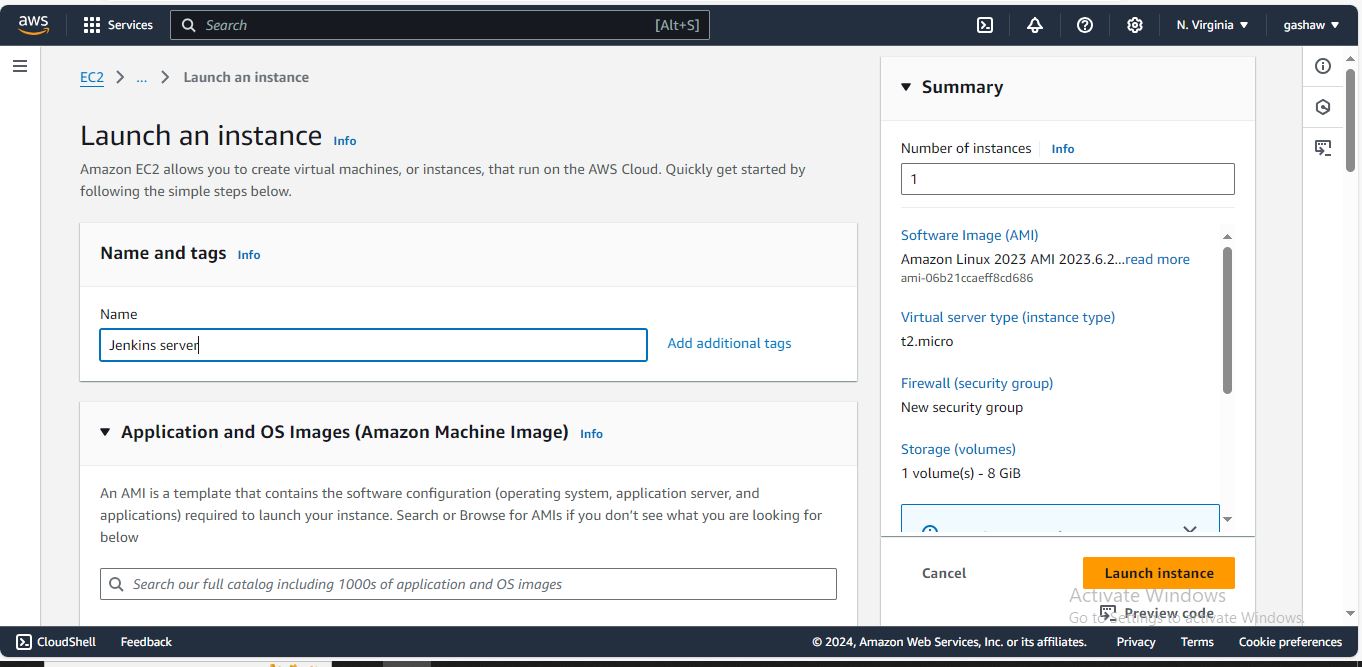 aws
Services
Search
[Alt+S]
N. Virginia
gashaw
EC2
...
Launch an instance
Launch an instance Info
Amazon EC2 allows you to create virtual machines, or instances, that run on the AWS Cloud. Quickly get started by
following the simple steps below.
Name and tags Info
Name
Jenkins server
Add additional tags
Application and OS Images (Amazon Machine Image) Info
An AMI is a template that contains the software configuration (operating system, application server, and
applications) required to launch your instance. Search or Browse for AMIs if you don't see what you are looking for
below
Search our full catalog including 1000s of application and OS images
Summary
Number of instances Info
1
Software Image (AMI)
Amazon Linux 2023 AMI 2023.6.2...read more
ami-06b21ccaeff8cd686
Virtual server type (instance type)
t2.micro
Firewall (security group)
New security group
Storage (volumes)
1 volume(s) - 8 GiB
Cancel
Launch instance
Preview code
Activate Windows
Go to Settings to activate Windows.
CloudShell
Feedback
© 2024, Amazon Web Services, Inc. or its affiliates.
Privacy
Terms
Cookie preferences